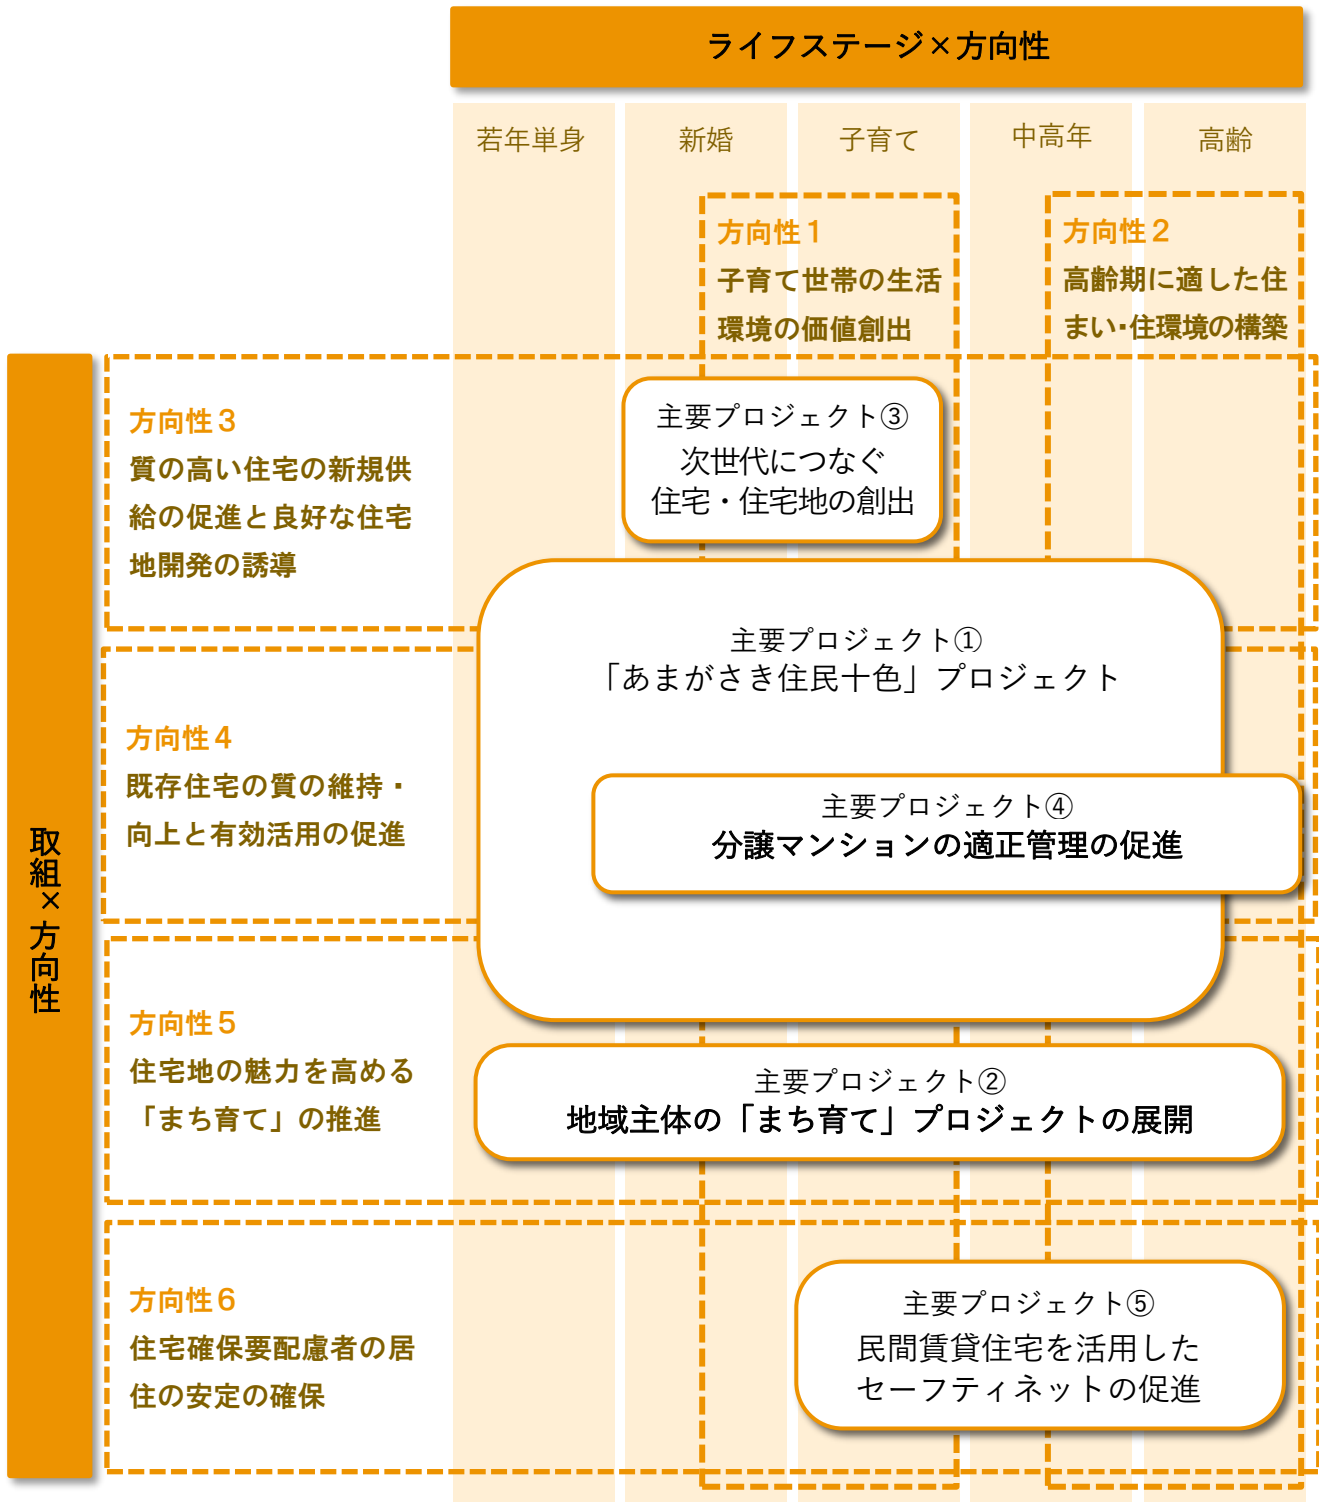 ライフステージ×方向性
若年単身
新婚
子育て
中高年
高齢
方向性1
子育て世帯の生活
環境の価値創出
方向性2
高齢期に適した住
まい・住環境の構築
取組×方向性
方向性3
質の高い住宅の新規供
給の促進と良好な住宅
地開発の誘導
主要プロジェクト③
次世代につなぐ
住宅・住宅地の創出
主要プロジェクト①
「あまがさき住民十色」プロジェクト
方向性4
既存住宅の質の維持・
向上と有効活用の促進
主要プロジェクト④
分譲マンションの適正管理の促進
方向性5
住宅地の魅力を高める
「まち育て」の推進
主要プロジェクト②
地域主体の「まち育て」プロジェクトの展開
方向性6
住宅確保要配慮者の居
住の安定の確保
主要プロジェクト⑤
民間賃貸住宅を活用した
セーフティネットの促進